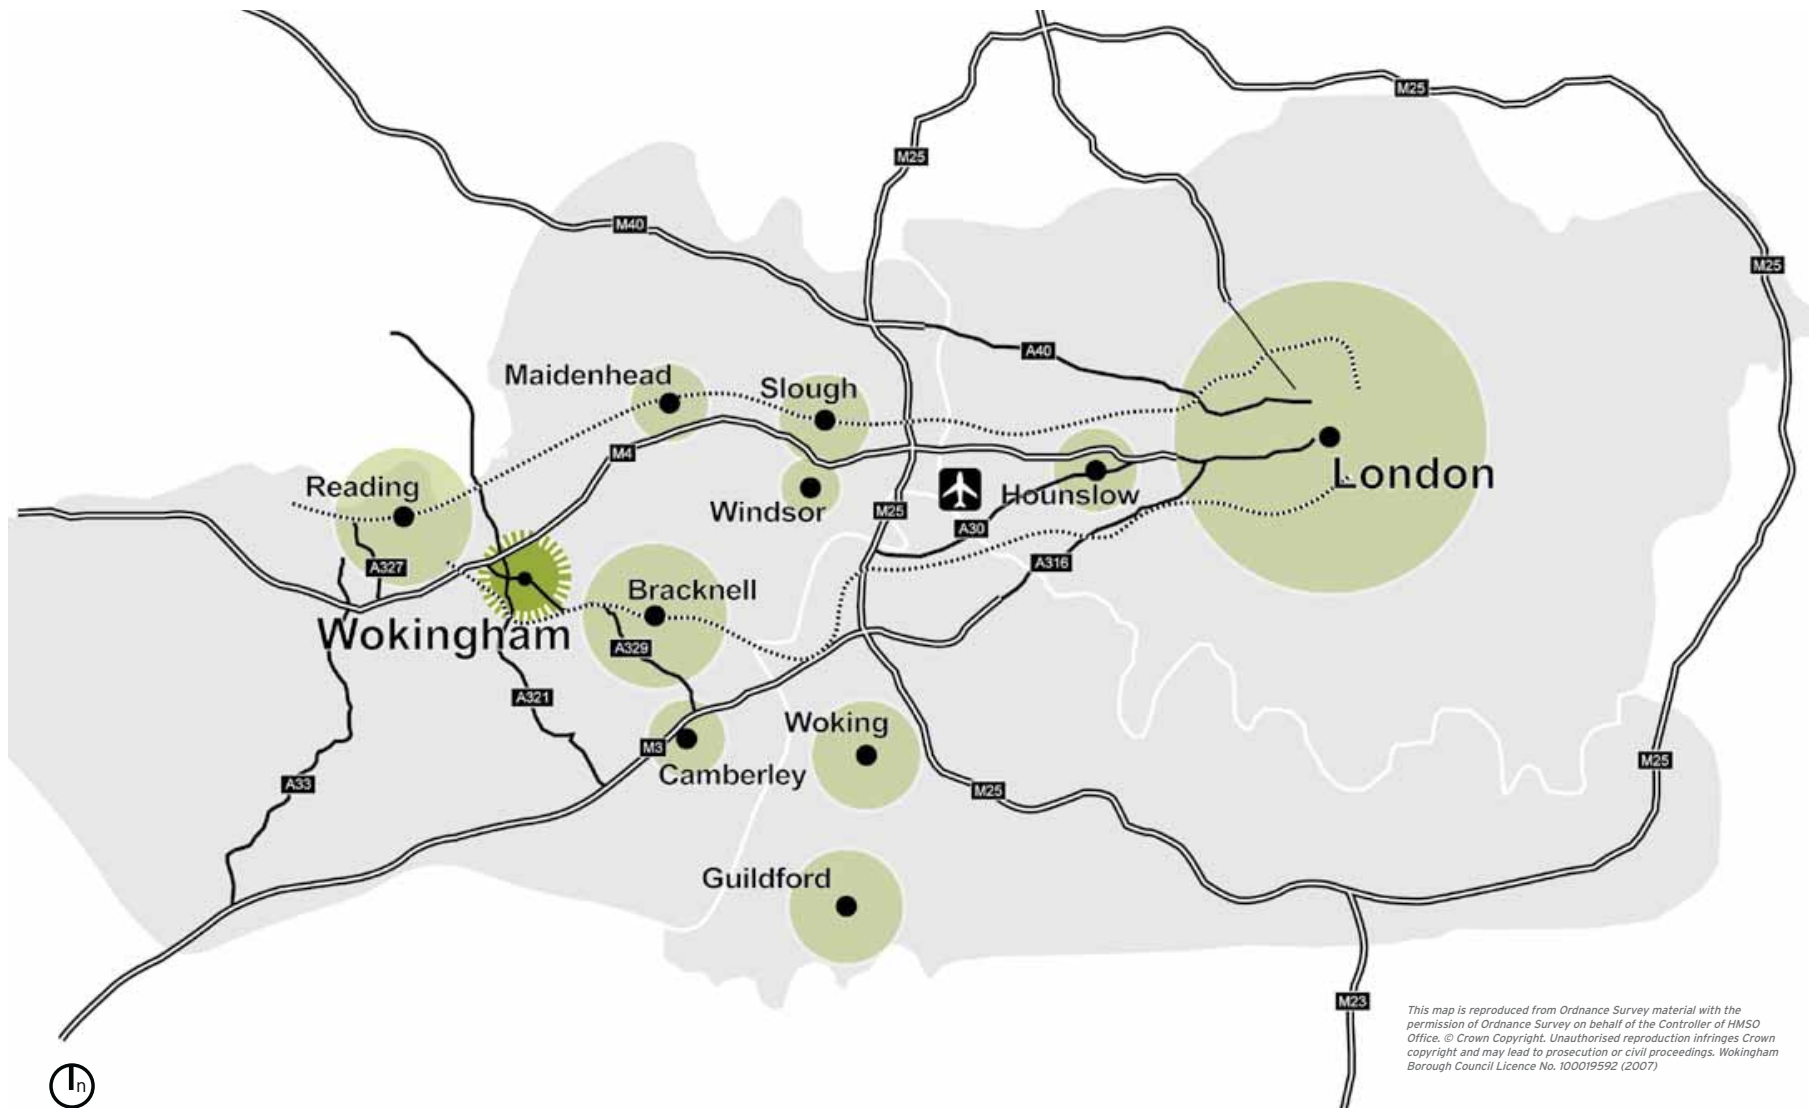 M25
M25
M40
M25
A40
Maidenhead
Slough
M4
Reading
London
Hounslow
Windsor
M25
A30
A316
A327
Bracknell
Wokingham
A329
A321
Woking
M3
Camberley
M25
M25
A33
Guildford
M23
This map is reproduced from Ordnance Survey material with the
permission of Ordnance Survey on behalf of the Controller of HMSO
Office. © Crown Copyright. Unauthorised reproduction infringes Crown
copyright and may lead to prosecution or civil proceedings. Wokingham
Borough Council Licence No. 100019592 (2007)
n